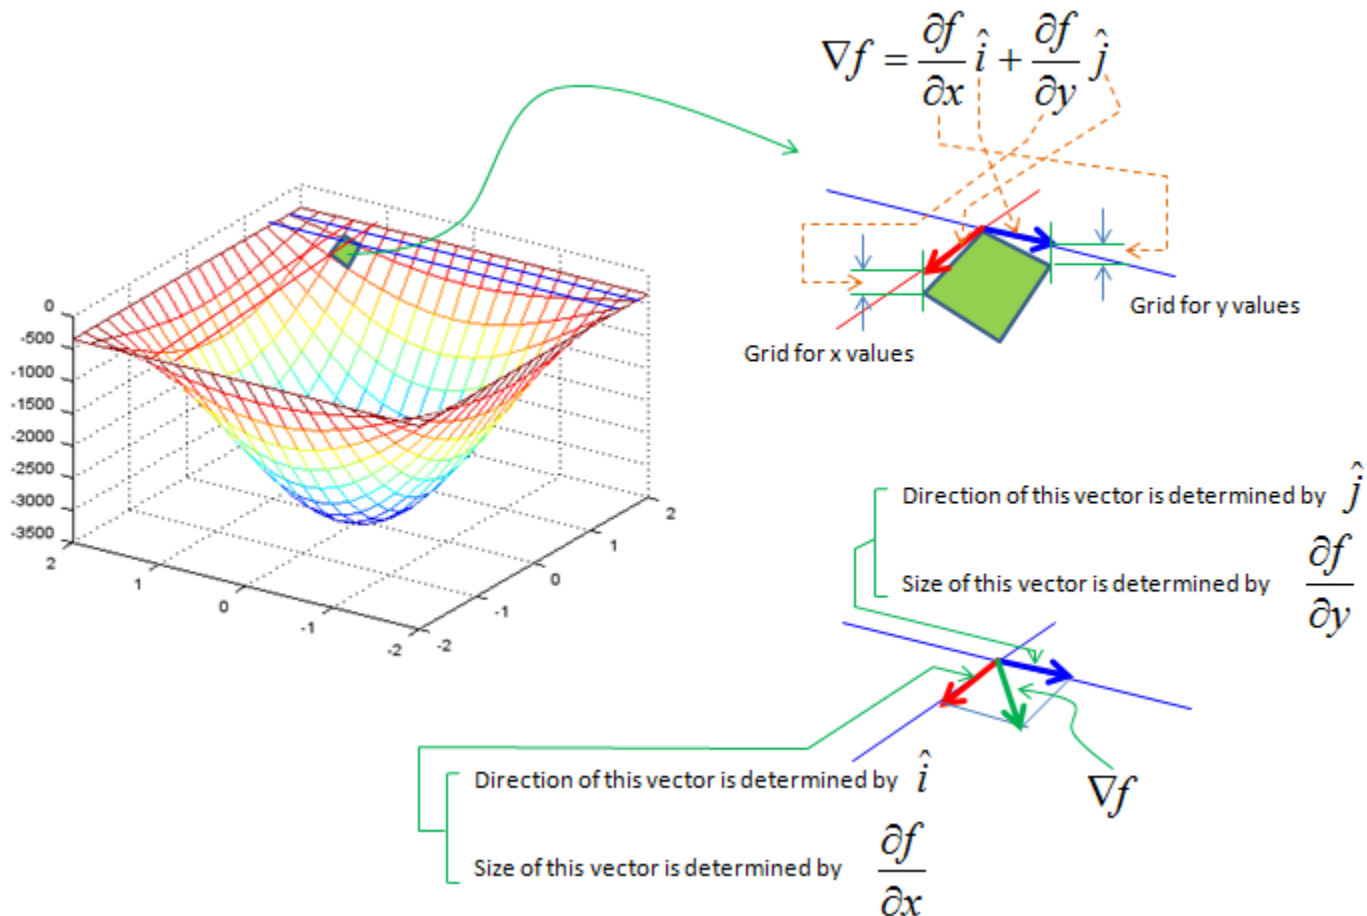 ∇f = ∂f/∂x î + ∂f/∂y ĵ
Grid for y values
Grid for x values
0
-500
-1000
-1500
-2000
-2500
-3000
-3500
2
1
0
-1
-2
-2
-1
0
1
2
Direction of this vector is determined by ĵ
Size of this vector is determined by ∂f/∂y
Direction of this vector is determined by î
∇f
Size of this vector is determined by ∂f/∂x